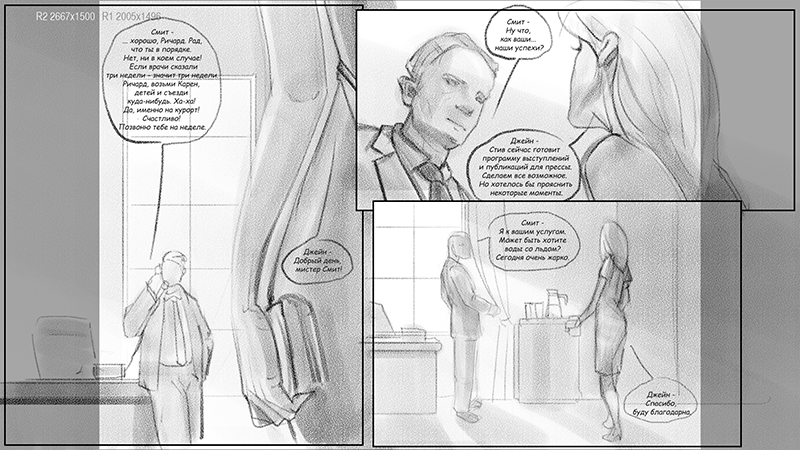 R2 2667x1500 R1 2005x1496
Смит -
... хорошо, Ричард. Рад,
что ты в порядке.
Нет, ни в коем случае!
Если врачи сказали
три недели - значит три недели.
Ричард, возьми Карен,
детей и съезди
куда-нибудь. Ха-ха!
Да, именно на курорт!
Счастливо!
Позвоню тебе на неделе.
Джейн -
Добрый день,
мистер Смит!
Смит -
Ну что,
как ваши...
наши успехи?
Джейн -
Стив сейчас готовит
программу выступлений
и публикаций для прессы.
Сделаем все возможное.
Но хотелось бы прояснить
некоторые моменты.
Смит -
Я к вашим услугам.
Может быть хотите
воды со льдом?
Сегодня очень жарко.
Джейн -
Спасибо,
буду благодарна.